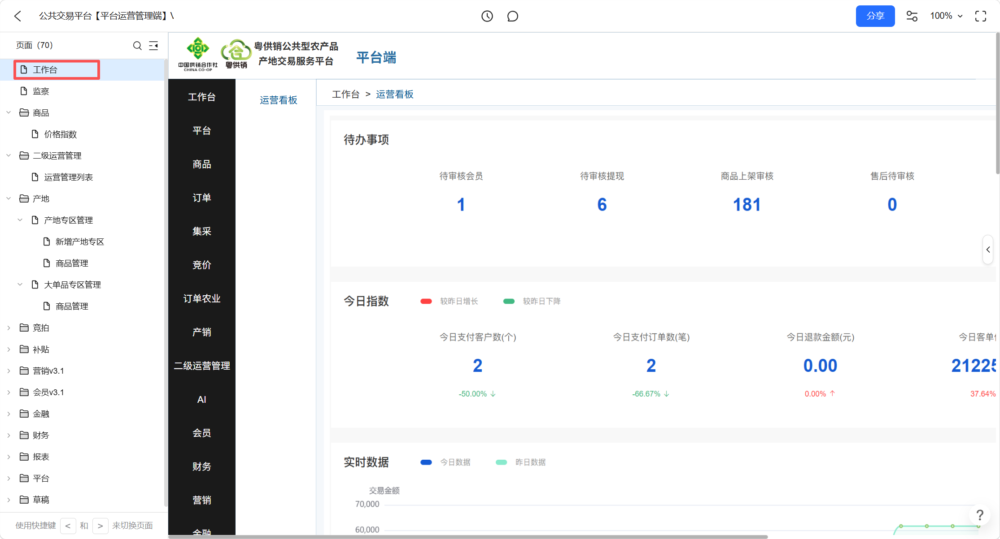 公共交易平台【平台运营管理端】\
分享
100%
页面（70）
工作台
监察
商品
价格指数
二级运营管理
运营管理列表
产地
产地专区管理
新增产地专区
商品管理
大单品专区管理
商品管理
竞拍
补贴
营销v3.1
会员v3.1
金融
财务
报表
平台
草稿
使用快捷键 < 和 > 来切换页面
中国供销合作社
CHINA CO-OP
粤供销
粤供销公共型农产品
产地交易服务平台
平台端
工作台
平台
商品
订单
集采
竞价
订单农业
产销
二级运营管理
AI
会员
财务
营销
金融
运营看板
工作台 > 运营看板
待办事项
待审核会员 待审核提现 商品上架审核 售后待审核
1 6 181 0
今日指数 较昨日增长 较昨日下降
今日支付客户数(个) 今日支付订单数(笔) 今日退款金额(元) 今日客单
2 2 0.00 21225
-50.00% ↓ -66.67% ↓ 0.00% ↑ 37.64%
实时数据 今日数据 昨日数据
交易金额
70,000
60,000
?